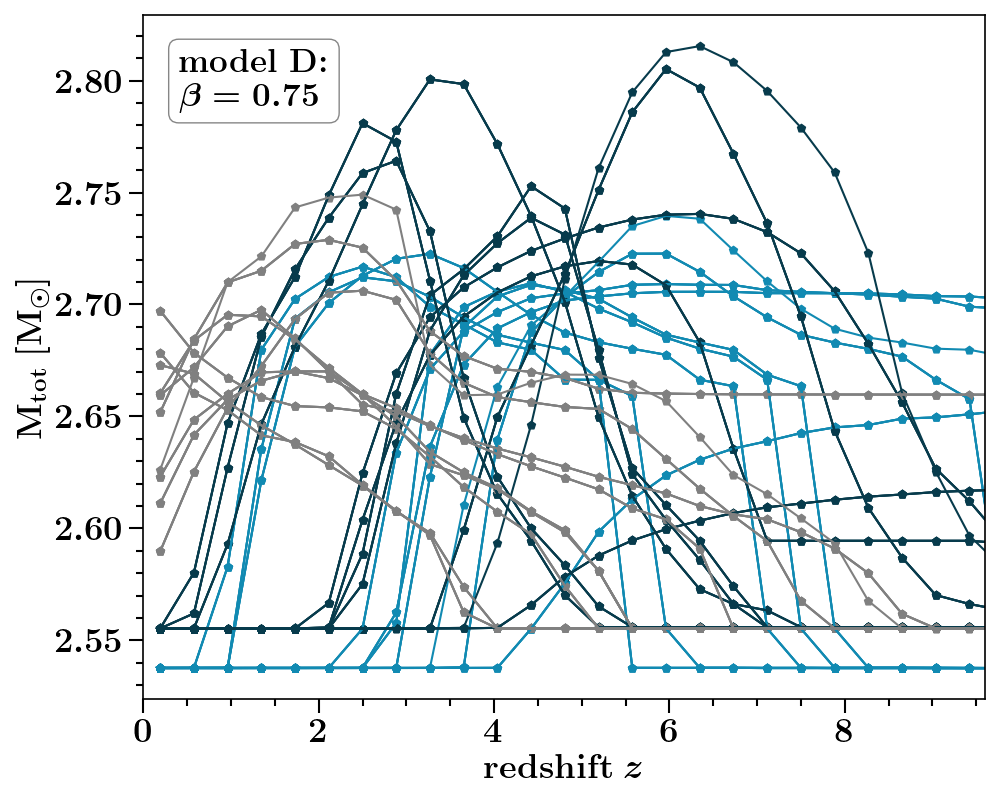 model D:
β = 0.75
M_tot [M_⊙]
2.80
2.75
2.70
2.65
2.60
2.55
0 2 4 6 8
redshift z